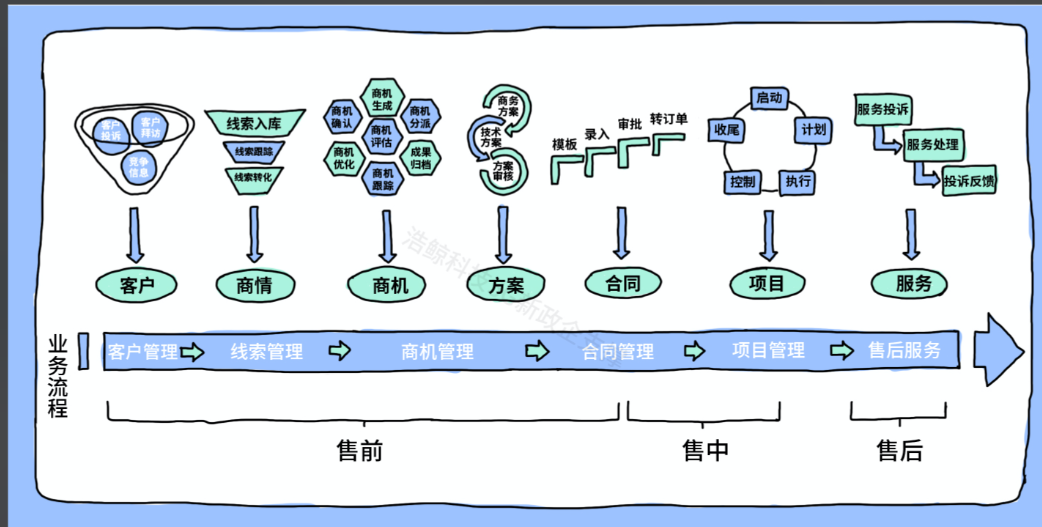 客户
投诉
客户
拜访
竞争
信息
线索入库
线索跟踪
线索转化
商机
生成
商机
确认
商机
分派
商机
评估
商机
优化
成果
归档
商机
跟踪
商务
方案
技术
方案
方案
审核
模板
录入
审批
转订单
启动
收尾
计划
控制
执行
服务投诉
服务处理
投诉反馈
客户
商情
商机
方案
合同
项目
服务
业务流程
客户管理
线索管理
商机管理
合同管理
项目管理
售后服务
售前
售中
售后